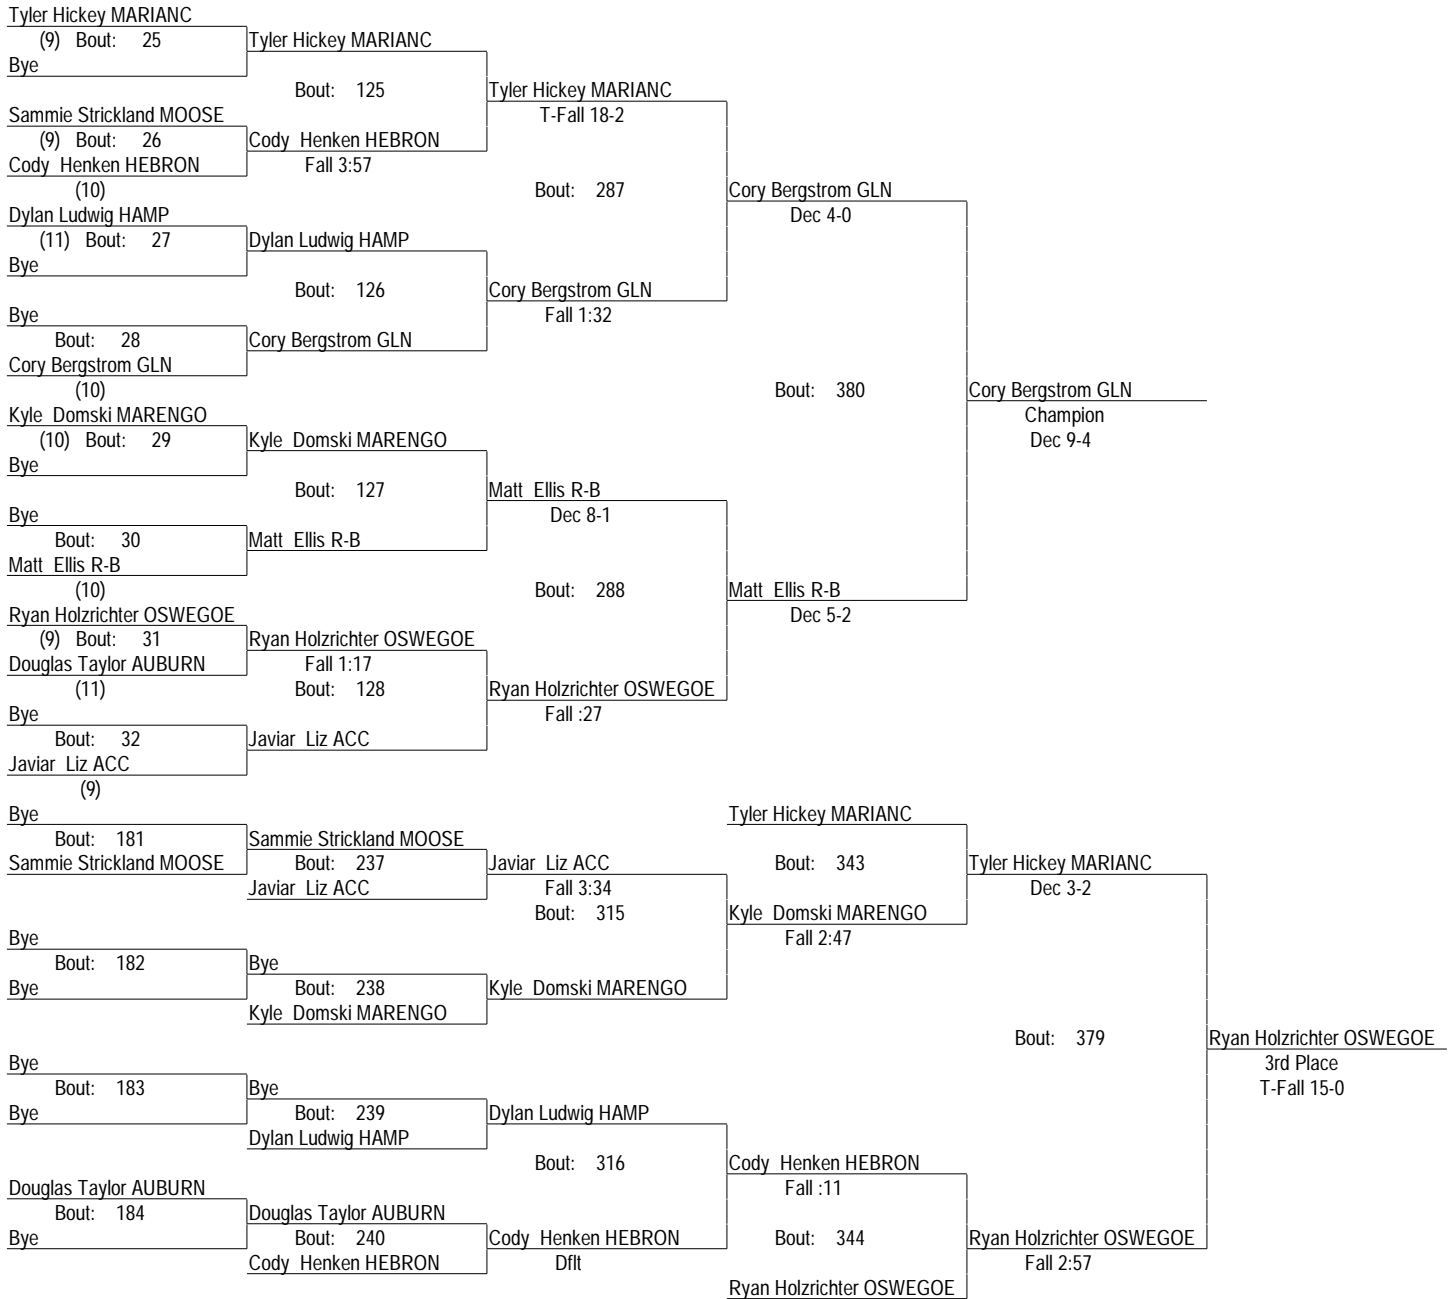 Tyler Hickey MARIANC
(9) Bout: 25
Tyler Hickey MARIANC
Bye
Bout: 125
Tyler Hickey MARIANC
Sammie Strickland MOOSE
T-Fall 18-2
(9) Bout: 26
Cody Henken HEBRON
Cody Henken HEBRON
Fall 3:57
(10)
Bout: 287
Cory Bergstrom GLN
Dylan Ludwig HAMP
Dec 4-0
(11) Bout: 27
Dylan Ludwig HAMP
Bye
Bout: 126
Cory Bergstrom GLN
Bye
Fall 1:32
Bout: 28
Cory Bergstrom GLN
Cory Bergstrom GLN
(10)
Bout: 380
Cory Bergstrom GLN
Kyle Domski MARENGO
Champion
(10) Bout: 29
Kyle Domski MARENGO
Dec 9-4
Bye
Bout: 127
Matt Ellis R-B
Bye
Dec 8-1
Bout: 30
Matt Ellis R-B
Matt Ellis R-B
(10)
Bout: 288
Matt Ellis R-B
Ryan Holzrichter OSWEGOE
Dec 5-2
(9) Bout: 31
Ryan Holzrichter OSWEGOE
Douglas Taylor AUBURN
Fall 1:17
(11)
Bout: 128
Ryan Holzrichter OSWEGOE
Bye
Fall :27
Bout: 32
Javiar Liz ACC
Javiar Liz ACC
(9)
Bye
Tyler Hickey MARIANC
Bout: 181
Sammie Strickland MOOSE
Sammie Strickland MOOSE
Bout: 237
Javiar Liz ACC
Bout: 343
Tyler Hickey MARIANC
Javiar Liz ACC
Fall 3:34
Dec 3-2
Bout: 315
Kyle Domski MARENGO
Bye
Fall 2:47
Bout: 182
Bye
Bye
Bout: 238
Kyle Domski MARENGO
Kyle Domski MARENGO
Bout: 379
Ryan Holzrichter OSWEGOE
Bye
3rd Place
Bout: 183
Bye
T-Fall 15-0
Bye
Bout: 239
Dylan Ludwig HAMP
Dylan Ludwig HAMP
Bout: 316
Cody Henken HEBRON
Douglas Taylor AUBURN
Fall :11
Bout: 184
Douglas Taylor AUBURN
Bye
Bout: 240
Cody Henken HEBRON
Bout: 344
Ryan Holzrichter OSWEGOE
Cody Henken HEBRON
Dflt
Fall 2:57
Ryan Holzrichter OSWEGOE